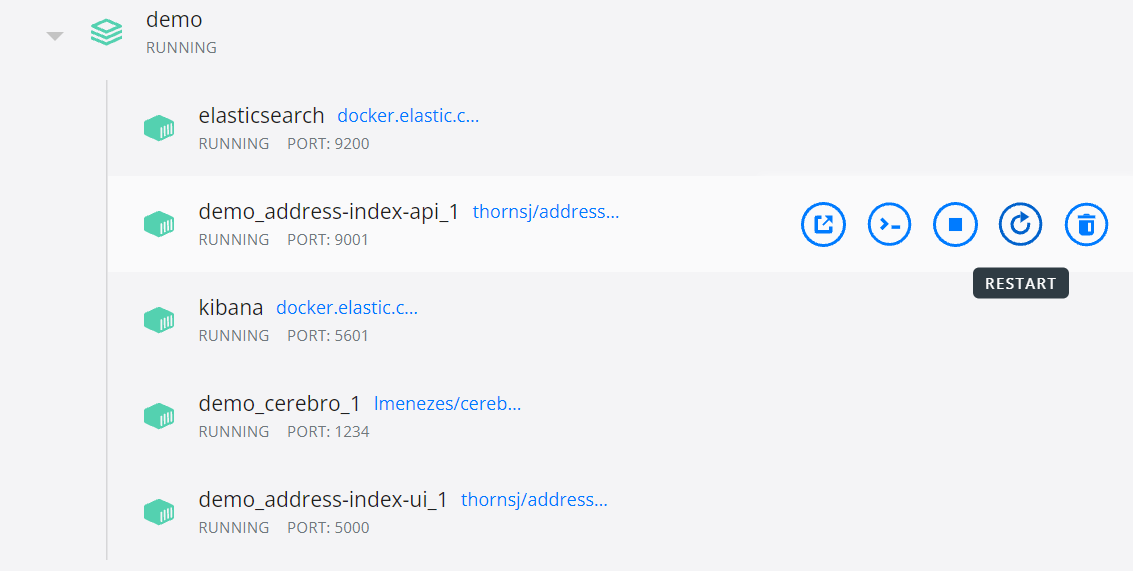 demo
RUNNING
elasticsearch docker.elastic.c...
RUNNING PORT: 9200
demo_address-index-api_1 thornsj/address...
RUNNING PORT: 9001
RESTART
kibana docker.elastic.c...
RUNNING PORT: 5601
demo_cerebro_1 lmenezes/cereb...
RUNNING PORT: 1234
demo_address-index-ui_1 thornsj/address...
RUNNING PORT: 5000